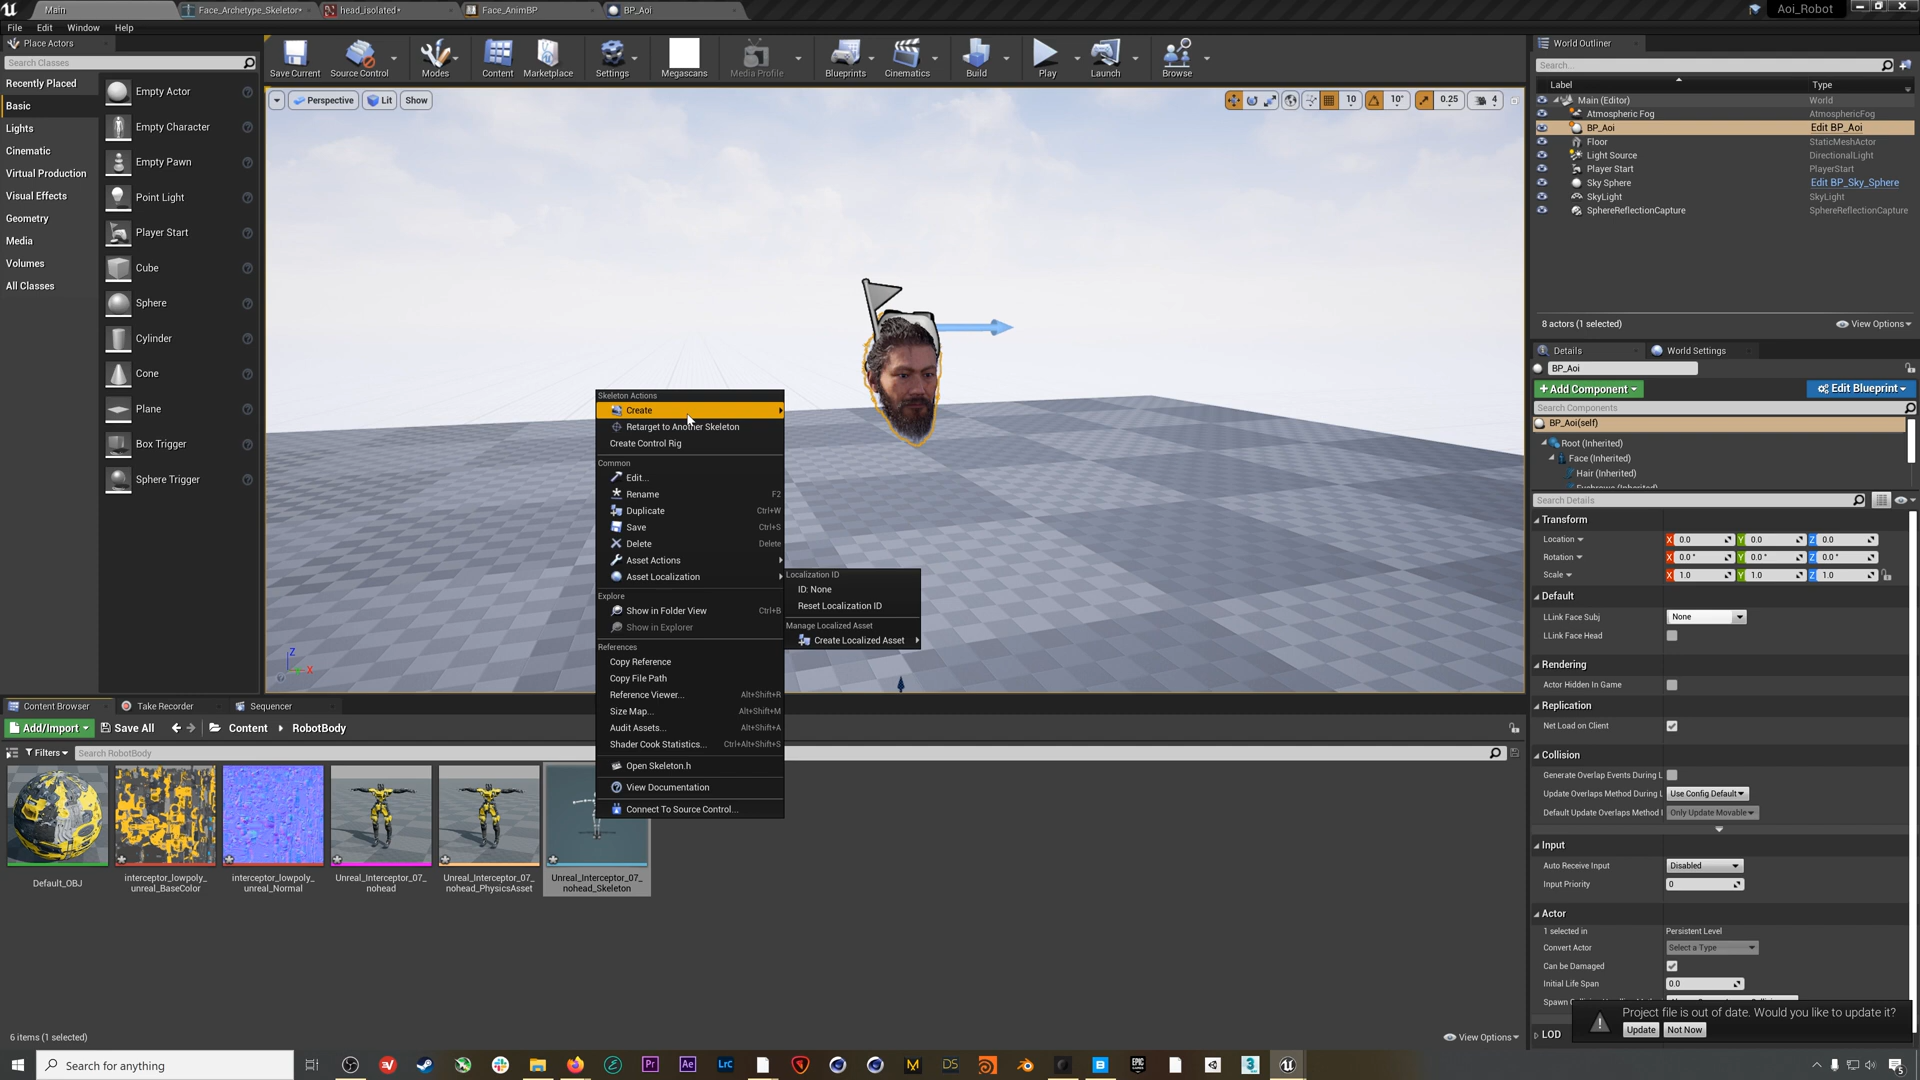 Main
Face_Archetype_Skeleton*
head_isolated*
Face_AnimBP
BP_Aoi
Aoi_Robot
File Edit Window Help
Place Actors
Search Classes
Recently Placed
Basic
Lights
Cinematic
Virtual Production
Visual Effects
Geometry
Media
Volumes
All Classes
Empty Actor
Empty Character
Empty Pawn
Point Light
Player Start
Cube
Sphere
Cylinder
Cone
Plane
Box Trigger
Sphere Trigger
Save Current
Source Control
Modes
Content
Marketplace
Settings
Megascans
Media Profile
Blueprints
Cinematics
Build
Play
Launch
Browse
Perspective
Lit
Show
10
10°
0.25
4
Skeleton Actions
Create
Retarget to Another Skeleton
Create Control Rig
Common
Edit...
Rename F2
Duplicate Ctrl+W
Save Ctrl+S
Delete Delete
Asset Actions
Asset Localization
Explore
Show in Folder View Ctrl+B
Show in Explorer
References
Copy Reference
Copy File Path
Reference Viewer... Alt+Shift+R
Size Map... Alt+Shift+M
Audit Assets... Alt+Shift+A
Shader Cook Statistics... Ctrl+Alt+Shift+S
Open Skeleton.h
View Documentation
Connect To Source Control...
Localization ID
ID: None
Reset Localization ID
Manage Localized Asset
Create Localized Asset
Z
X
World Outliner
Search...
Label Type
Main (Editor) World
Atmospheric Fog AtmosphericFog
BP_Aoi Edit BP_Aoi
Floor StaticMeshActor
Light Source DirectionalLight
Player Start PlayerStart
Sky Sphere Edit BP_Sky_Sphere
SkyLight SkyLight
SphereReflectionCapture SphereReflectionCapture
8 actors (1 selected)
View Options
Details
World Settings
BP_Aoi
+Add Component
Edit Blueprint
Search Components
BP_Aoi(self)
Root (Inherited)
Face (Inherited)
Hair (Inherited)
Search Details
Transform
Location X 0.0 Y 0.0 Z 0.0
Rotation X 0.0° Y 0.0° Z 0.0°
Scale X 1.0 Y 1.0 Z 1.0
Default
LLink Face Subj None
LLink Face Head
Rendering
Actor Hidden In Game
Replication
Net Load on Client
Collision
Generate Overlap Events During L
Update Overlaps Method During L Use Config Default
Default Update Overlaps Method Only Update Movable
Input
Auto Receive Input Disabled
Input Priority 0
Actor
1 selected in Persistent Level
Convert Actor Select a Type
Can be Damaged
Initial Life Span 0.0
LOD
Project file is out of date. Would you like to update it?
Update
Not Now
Content Browser
Take Recorder
Sequencer
Add/Import
Save All
Content
RobotBody
Filters
Search RobotBody
Default_OBJ
interceptor_lowpoly_
unreal_BaseColor
interceptor_lowpoly_
unreal_Normal
Unreal_Interceptor_07_
nohead
Unreal_Interceptor_07_
nohead_PhysicsAsset
Unreal_Interceptor_07_
nohead_Skeleton
6 items (1 selected)
View Options
Search for anything
Pr
Ae
Lrc
DS
B
EPIC
3
5